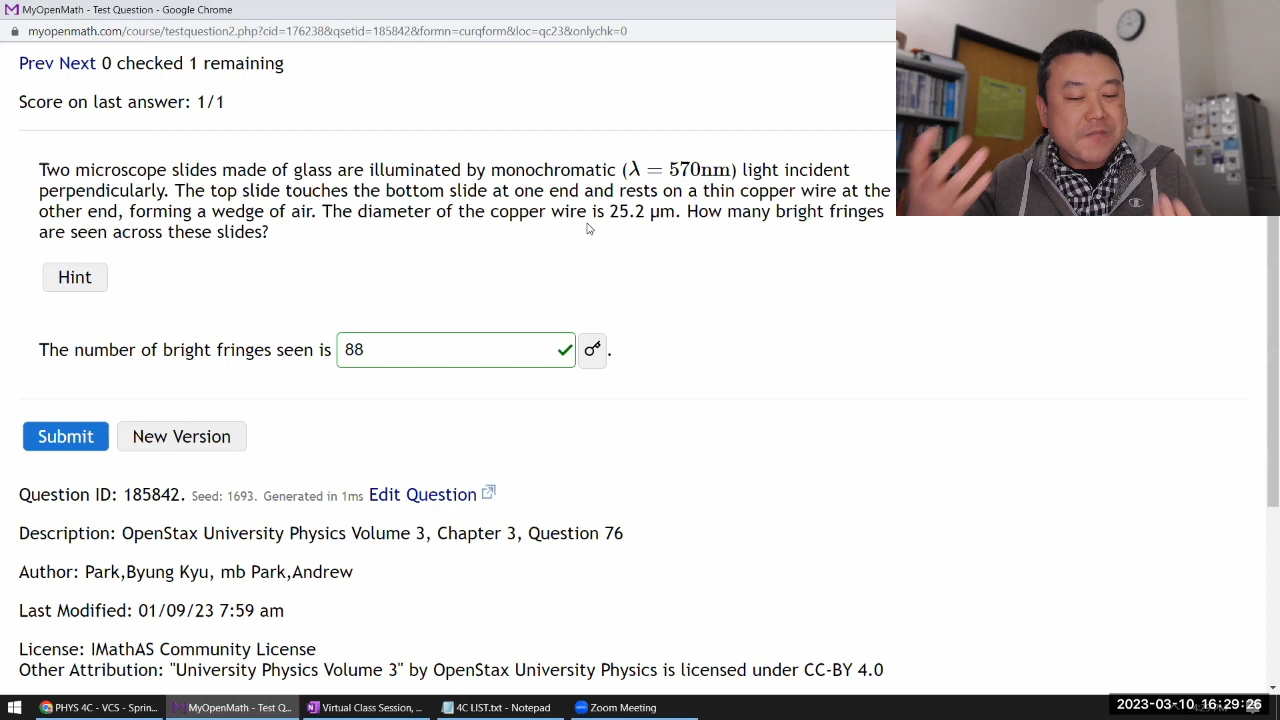 MyOpenMath - Test Question - Google Chrome
myopenmath.com/course/testquestion2.php?cid=176238&qsetid=185842&formn=curqform&loc=qc23&onlychk=0
Prev Next 0 checked 1 remaining
Score on last answer: 1/1
Two microscope slides made of glass are illuminated by monochromatic (λ = 570nm) light incident
perpendicularly. The top slide touches the bottom slide at one end and rests on a thin copper wire at the
other end, forming a wedge of air. The diameter of the copper wire is 25.2 µm. How many bright fringes
are seen across these slides?
Hint
The number of bright fringes seen is 88 .
Submit New Version
Question ID: 185842. Seed: 1693. Generated in 1ms Edit Question
Description: OpenStax University Physics Volume 3, Chapter 3, Question 76
Author: Park,Byung Kyu, mb Park,Andrew
Last Modified: 01/09/23 7:59 am
License: IMathAS Community License
Other Attribution: "University Physics Volume 3" by OpenStax University Physics is licensed under CC-BY 4.0
PHYS 4C - VCS - Sprin... MyOpenMath - Test Q... Virtual Class Session, ... 4C LIST.txt - Notepad Zoom Meeting 2023-03-10 16:29:26